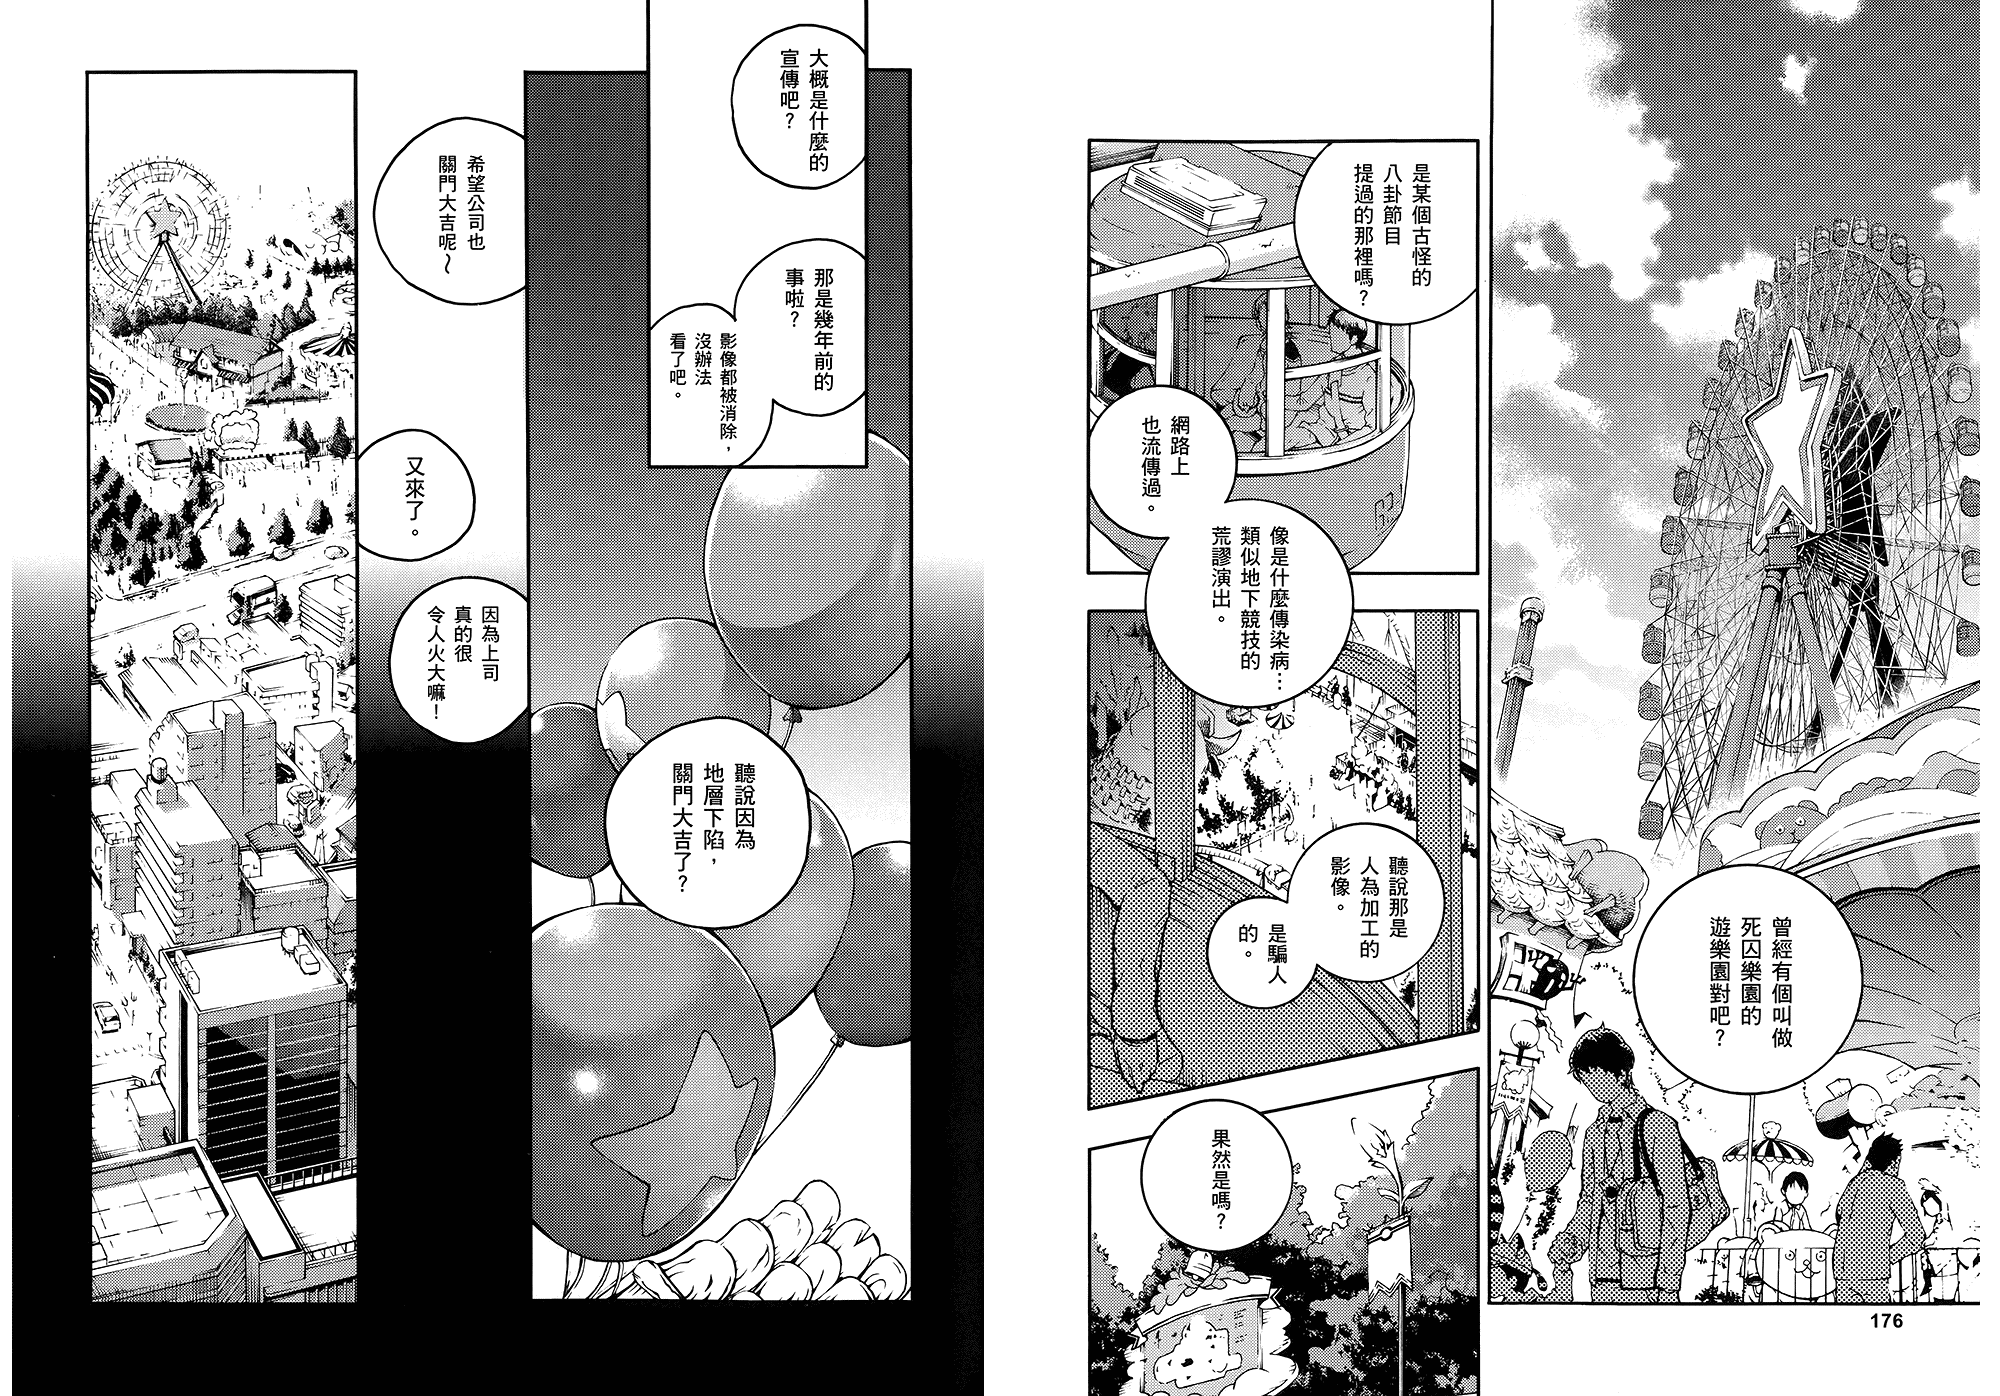 曾經有個叫做
死囚樂園的
遊樂園對吧？
是某個古怪的
八卦節目
提過的那裡嗎？
網路上
也流傳過。
像是什麼傳染病…
類似地下競技的
荒謬演出。
聽說那是
人為加工的
影像。
是騙人
的。
果然是嗎？
176
大概是什麼的
宣傳吧？
那是幾年前的
事啦？
影像都被消除，
沒辦法
看了吧。
聽說因為
地層下陷，
關門大吉了？
希望公司也
關門大吉呢～
又來了。
因為上司
真的很
令人火大嘛！